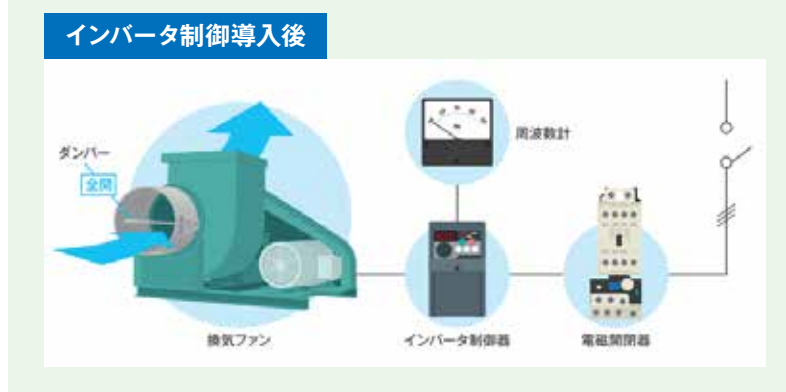 インバータ制御導入後
ダンパー
全開
周波数計
換気ファン
インバータ制御器
電磁開閉器